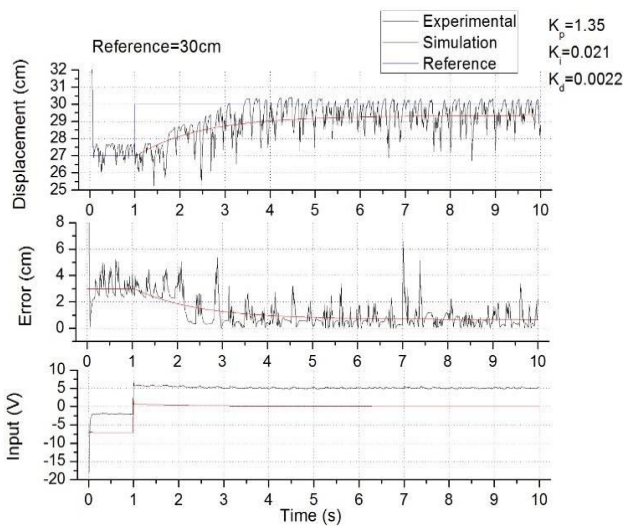 Reference=30cm
Experimental
Simulation
Reference
Kp=1.35
Ki=0.021
Kd=0.0022
Displacement (cm)
32
31
30
29
28
27
26
25
0 1 2 3 4 5 6 7 8 9 10
Error (cm)
8
6
4
2
0
0 1 2 3 4 5 6 7 8 9 10
Input (V)
10
5
0
-5
-10
-15
-20
0 1 2 3 4 5 6 7 8 9 10
Time (s)